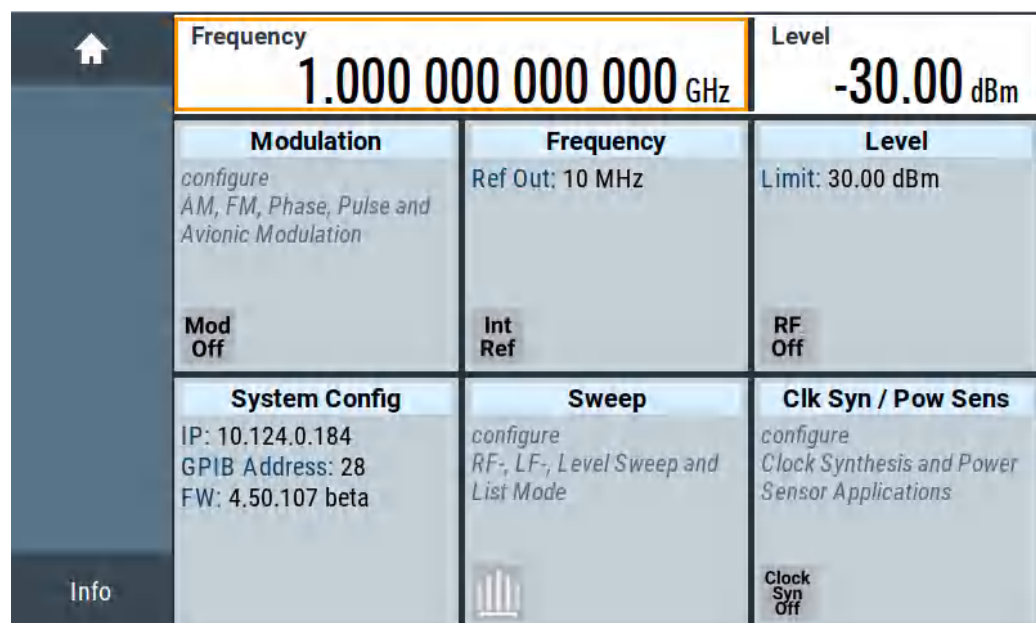 Frequency
1.000 000 000 000 GHz
Level
-30.00 dBm
Modulation
configure
AM, FM, Phase, Pulse and
Avionic Modulation
Mod
Off
Frequency
Ref Out: 10 MHz
Int
Ref
Level
Limit: 30.00 dBm
RF
Off
System Config
IP: 10.124.0.184
GPIB Address: 28
FW: 4.50.107 beta
Sweep
configure
RF-, LF-, Level Sweep and
List Mode
Clk Syn / Pow Sens
configure
Clock Synthesis and Power
Sensor Applications
Clock
Syn
Off
Info